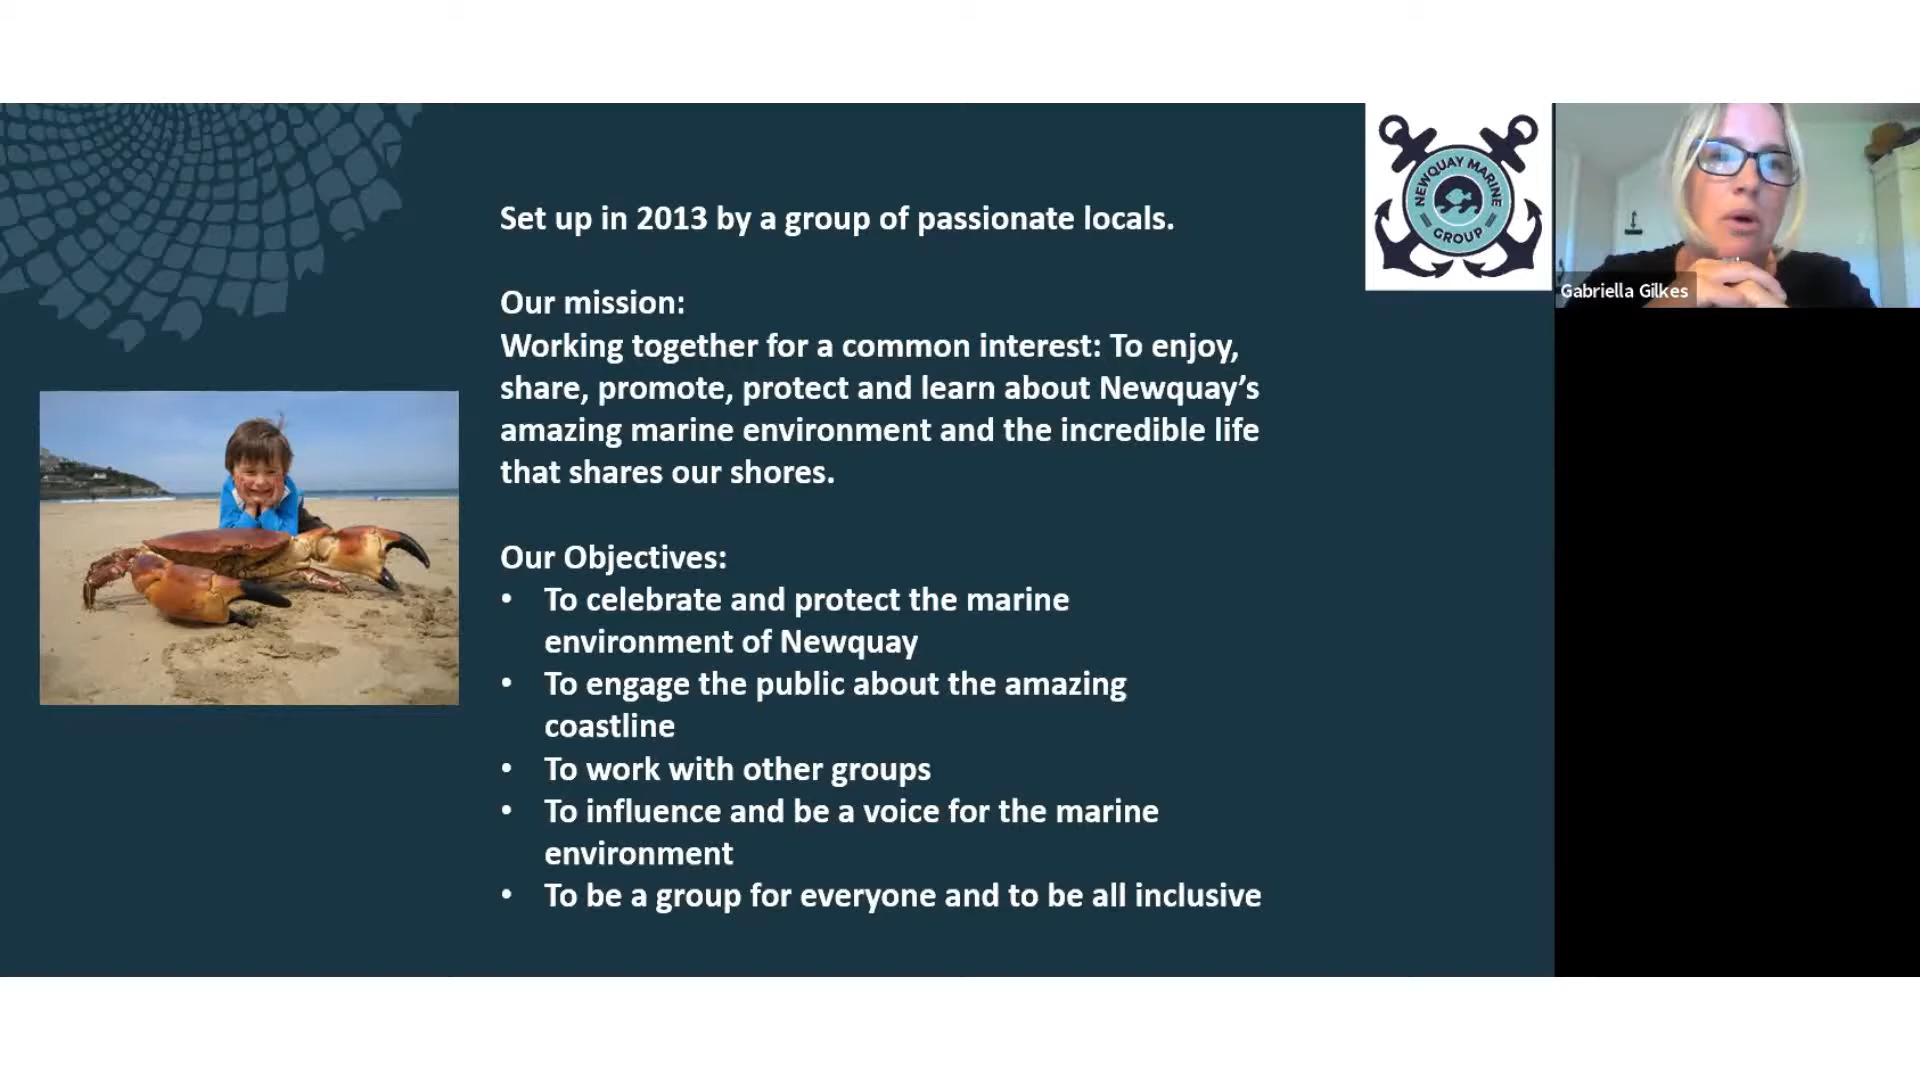 Set up in 2013 by a group of passionate locals.
Our mission:
Working together for a common interest: To enjoy,
share, promote, protect and learn about Newquay’s
amazing marine environment and the incredible life
that shares our shores.
Our Objectives:
• To celebrate and protect the marine
environment of Newquay
• To engage the public about the amazing
coastline
• To work with other groups
• To influence and be a voice for the marine
environment
• To be a group for everyone and to be all inclusive
NEWQUAY MARINE
GROUP
Gabriella Gilkes